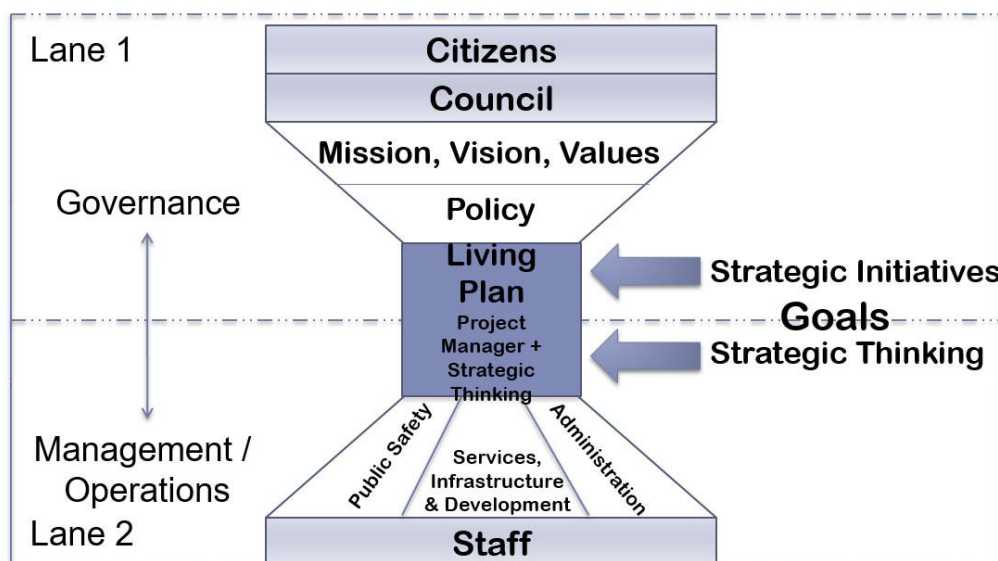 Lane 1
Citizens
Council
Mission, Vision, Values
Governance
Policy
Living
Plan
Project
Manager +
Strategic
Thinking
Strategic Initiatives
Goals
Strategic Thinking
Management /
Operations
Public Safety
Services,
Infrastructure
& Development
Administration
Lane 2
Staff